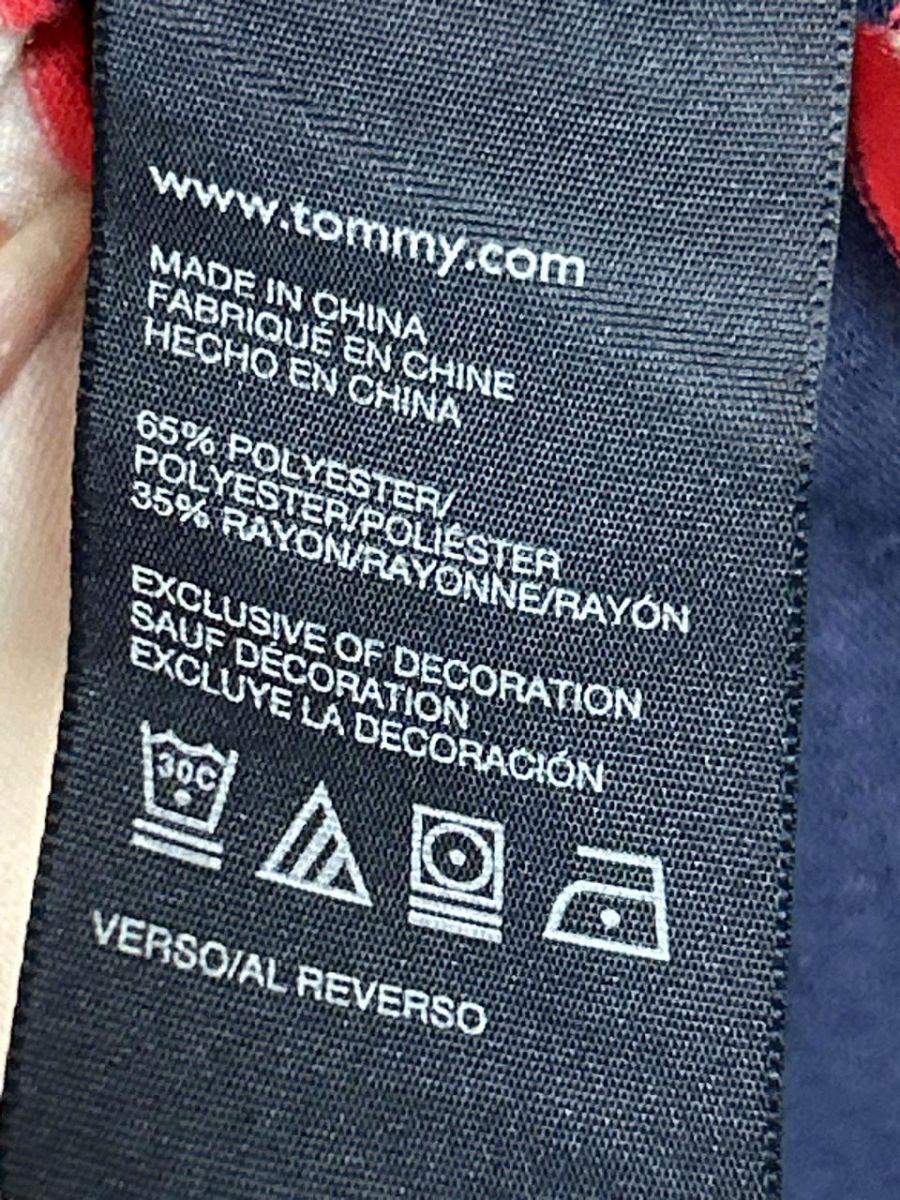 www.tommy.com
MADE IN CHINA
FABRIQUÉ EN CHINE
HECHO EN CHINA
65% POLYESTER/
POLYESTER/POLIÉSTER
35% RAYON/RAYONNE/RAYÓN
EXCLUSIVE OF DECORATION
SAUF DÉCORATION
EXCLUYE LA DECORACIÓN
30C
VERSO/AL REVERSO